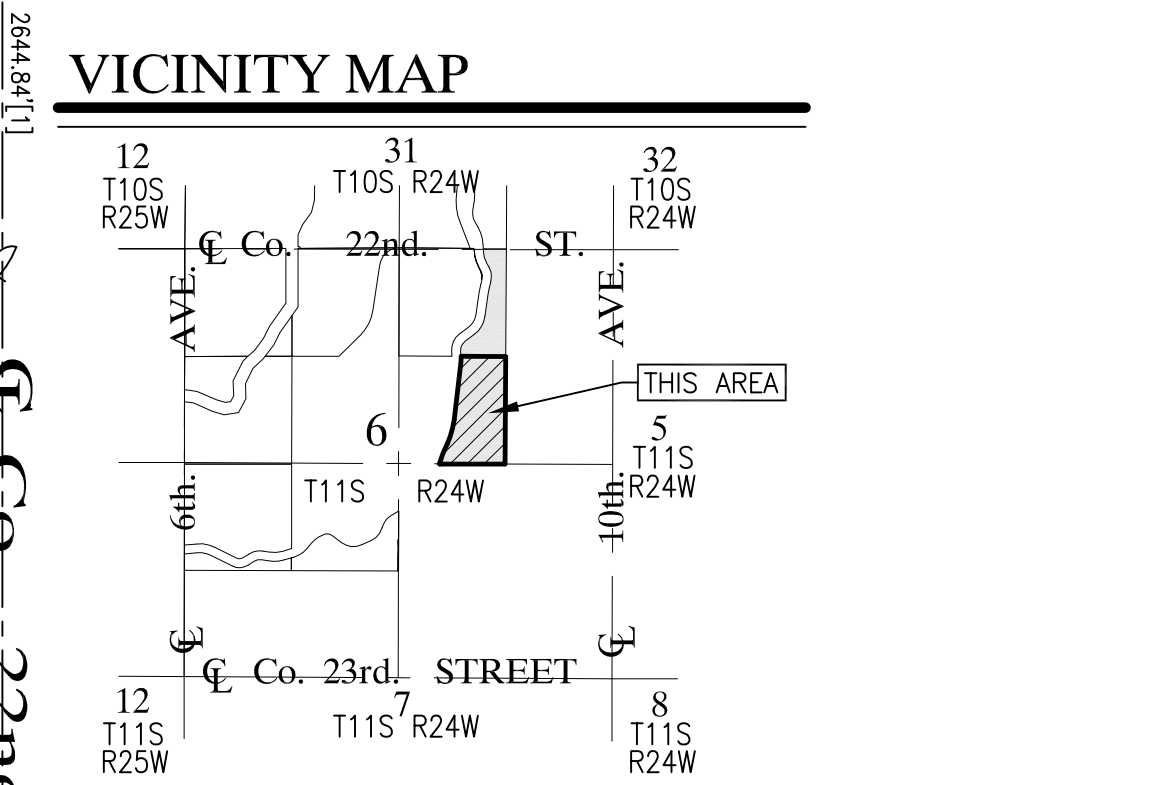 2644.84'[1]
VICINITY MAP
12
T10S
R25W
31
T10S R24W
32
T10S
R24W
℄ Co. 22nd. ST.
AVE.
AVE.
THIS AREA
6
5
T11S
R24W
T11S R24W
6th.
10th.
℄
℄
℄ Co. 23rd. STREET
12
T11S
R25W
7
T11S R24W
8
T11S
R24W